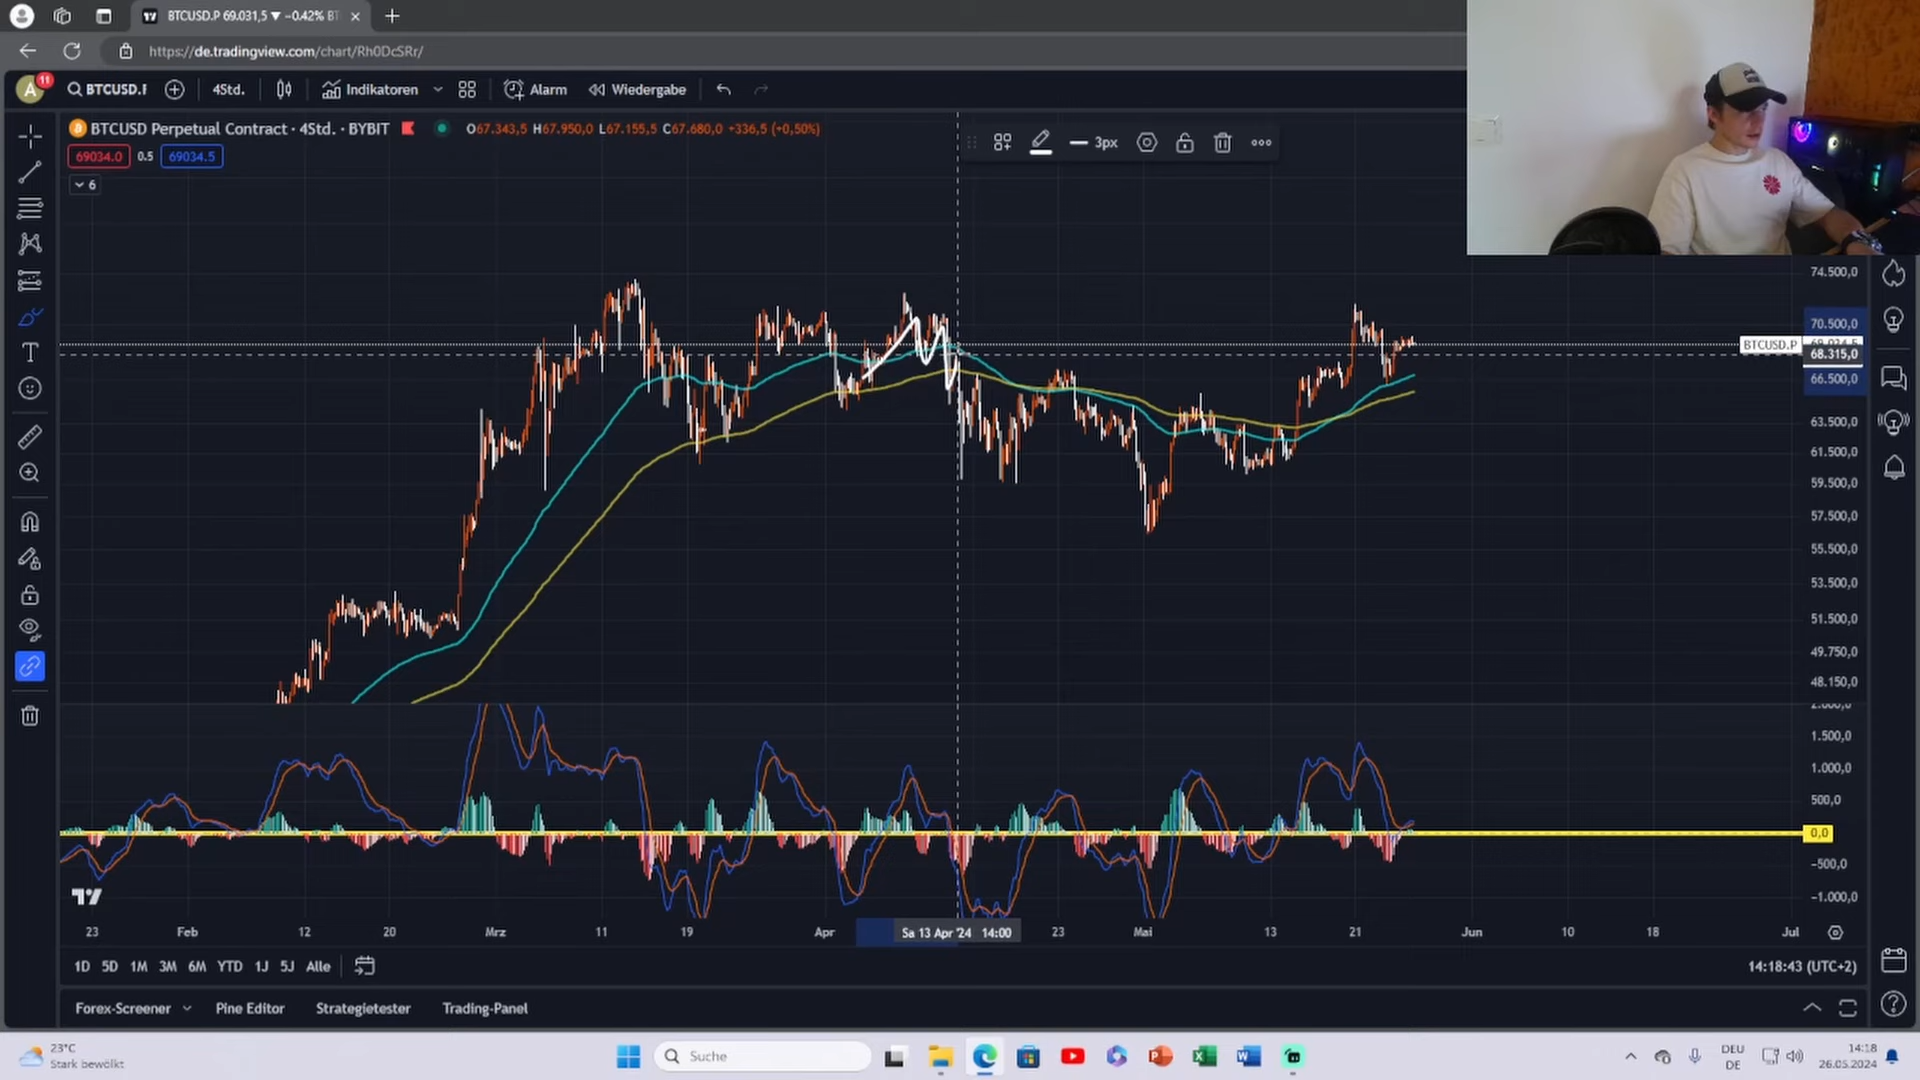 BTCUSD.P 69.031,5 ▼ −0.42% BT
https://de.tradingview.com/chart/Rh0DcSRr/
A
11
BTCUSD.P
4Std.
Indikatoren
Alarm
Wiedergabe
BTCUSD Perpetual Contract · 4Std. · BYBIT
O67.343,5 H67.950,0 L67.155,5 C67.680,0 +336,5 (+0,50%)
69034.0
0.5
69034.5
6
3px
74.500,0
70.500,0
BTCUSD.P
68.315,0
66.500,0
63.500,0
61.500,0
59.500,0
57.500,0
55.500,0
53.500,0
51.500,0
49.750,0
48.150,0
2.000,0
1.500,0
1.000,0
500,0
0,0
−500,0
−1.000,0
23 Feb 12 20 Mrz 11 19 Apr Sa 13 Apr '24 14:00 23 Mai 13 21 Jun 10 18 Jul
1D 5D 1M 3M 6M YTD 1J 5J Alle
14:18:43 (UTC+2)
Forex-Screener Pine Editor Strategietester Trading-Panel
23°C
Stark bewölkt
Suche
DEU
DE
14:18
26.05.2024